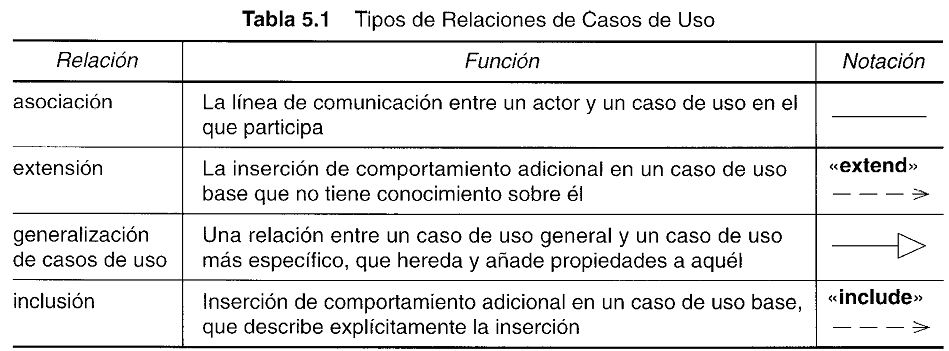 Tabla 5.1 Tipos de Relaciones de Casos de Uso
Relación Función Notación
asociación La línea de comunicación entre un actor y un caso de uso en el
que participa
extensión La inserción de comportamiento adicional en un caso de uso «extend»
base que no tiene conocimiento sobre él
generalización Una relación entre un caso de uso general y un caso de uso
de casos de uso más específico, que hereda y añade propiedades a aquél
inclusión Inserción de comportamiento adicional en un caso de uso base, «include»
que describe explícitamente la inserción